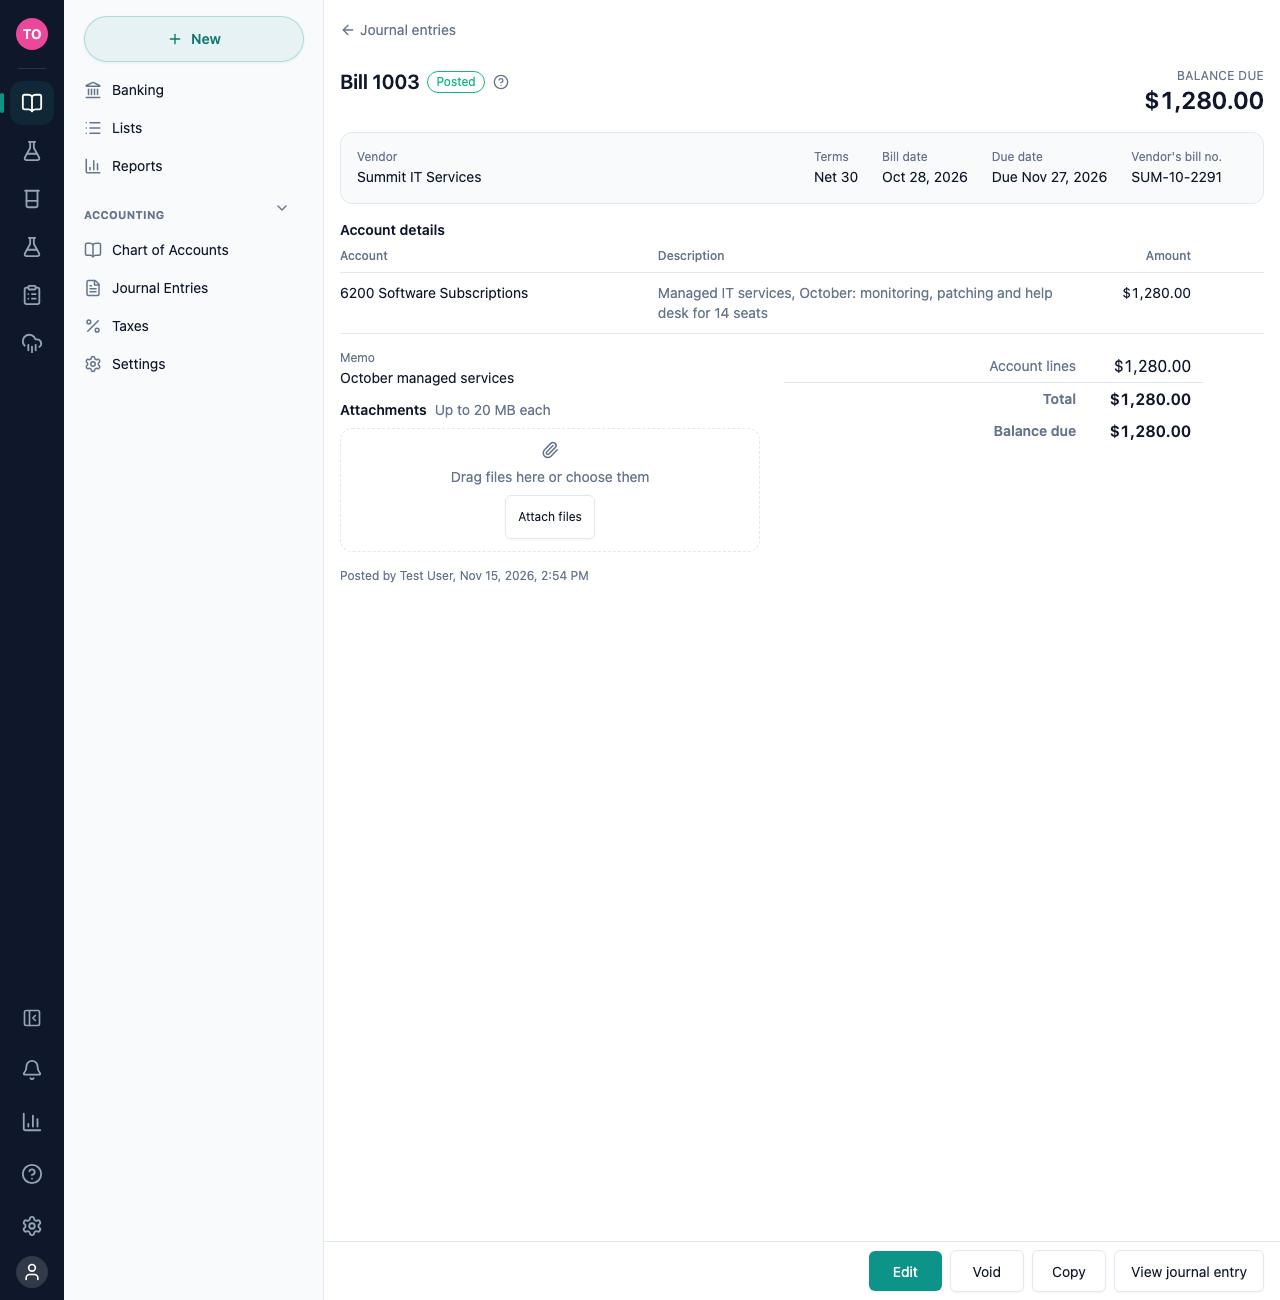 TO
New
Banking
Lists
Reports
ACCOUNTING
Chart of Accounts
Journal Entries
Taxes
Settings
Journal entries
Bill 1003 Posted
BALANCE DUE
$1,280.00
Vendor
Summit IT Services
Terms
Net 30
Bill date
Oct 28, 2026
Due date
Due Nov 27, 2026
Vendor's bill no.
SUM-10-2291
Account details
Account Description Amount
6200 Software Subscriptions Managed IT services, October: monitoring, patching and help $1,280.00
desk for 14 seats
Memo
October managed services
Account lines $1,280.00
Total $1,280.00
Balance due $1,280.00
Attachments Up to 20 MB each
Drag files here or choose them
Attach files
Posted by Test User, Nov 15, 2026, 2:54 PM
Edit Void Copy View journal entry